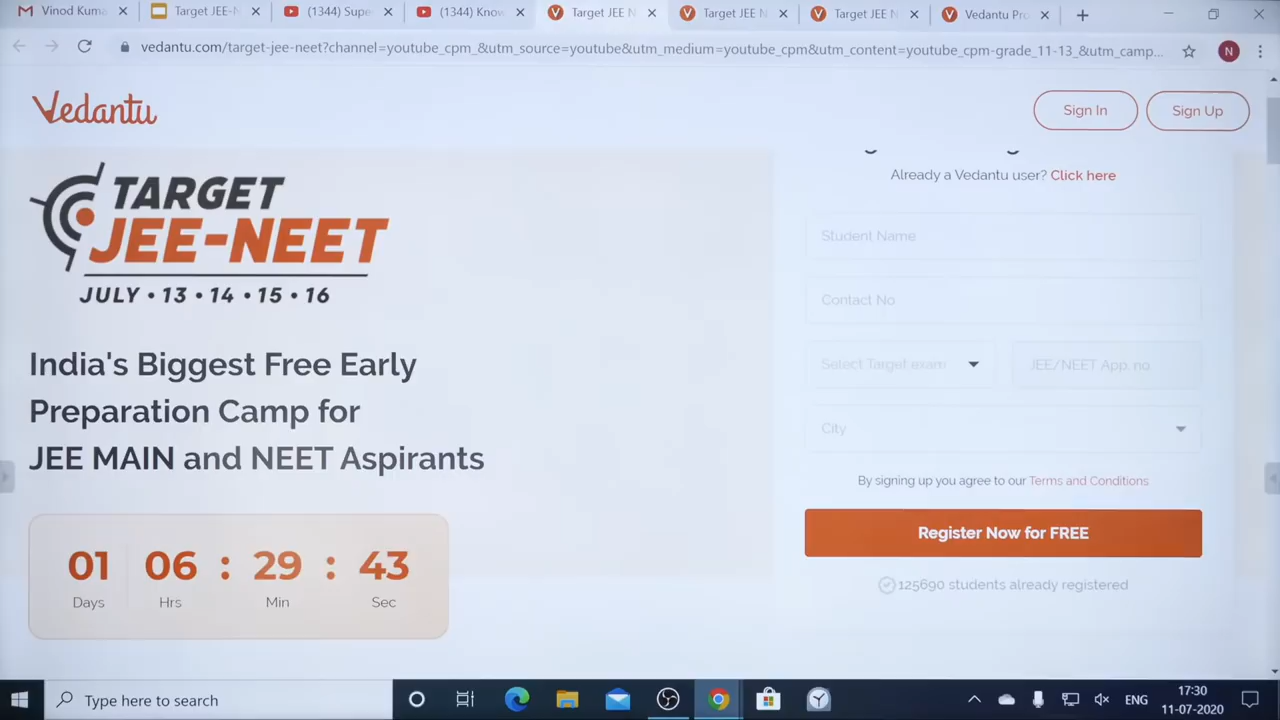 Vinod Kuma
Target JEE-N
(1344) Supe
(1344) Know
Target JEE N
Target JEE N
Target JEE N
Vedantu Pro
vedantu.com/target-jee-neet?channel=youtube_cpm_&utm_source=youtube&utm_medium=youtube_cpm&utm_content=youtube_cpm-grade_11-13_&utm_camp...
N
Vedantu
Sign In
Sign Up
TARGET
JEE-NEET
JULY • 13 • 14 • 15 • 16
India's Biggest Free Early
Preparation Camp for
JEE MAIN and NEET Aspirants
01 06 : 29 : 43
Days Hrs Min Sec
Already a Vedantu user? Click here
Student Name
Contact No
Select Target exam
JEE/NEET App. no
City
By signing up you agree to our Terms and Conditions
Register Now for FREE
125690 students already registered
Type here to search
ENG
17:30
11-07-2020